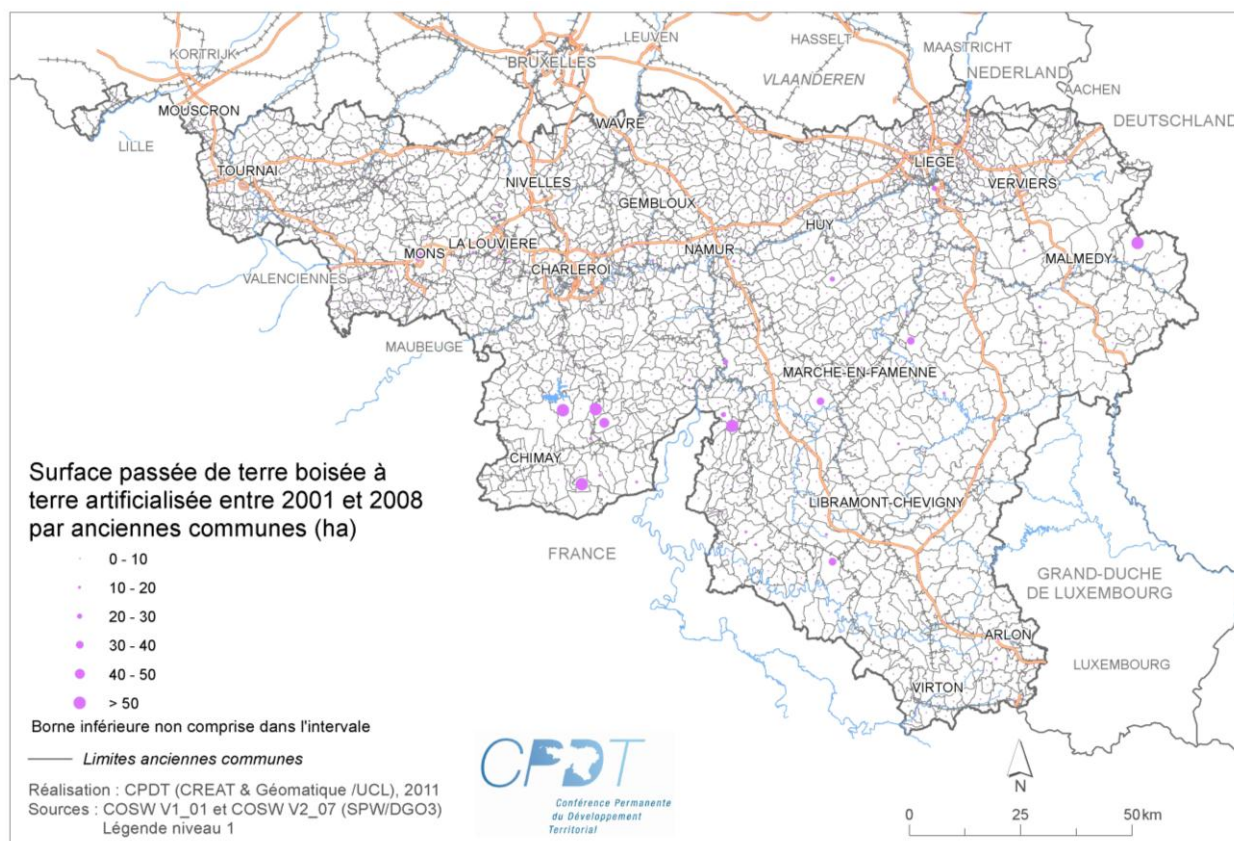 KORTRIJK
LEUVEN
HASSELT
MAASTRICHT
BRUXELLES
VLAANDEREN
NEDERLAND
AACHEN
MOUSCRON
WAVRE
DEUTSCHLAND
LILLE
LIEGE
TOURNAI
NIVELLES
VERVIERS
GEMBLOUX
HUY
LA LOUVIERE
MONS
NAMUR
MALMEDY
CHARLEROI
VALENCIENNES
MAUBEUGE
MARCHE-EN-FAMENNE
CHIMAY
LIBRAMONT-CHEVIGNY
FRANCE
GRAND-DUCHE
DE LUXEMBOURG
ARLON
LUXEMBOURG
VIRTON
Surface passée de terre boisée à
terre artificialisée entre 2001 et 2008
par anciennes communes (ha)
0 - 10
10 - 20
20 - 30
30 - 40
40 - 50
> 50
Borne inférieure non comprise dans l'intervale
Limites anciennes communes
Réalisation : CPDT (CREAT & Géomatique /UCL), 2011
Sources : COSW V1_01 et COSW V2_07 (SPW/DGO3)
Légende niveau 1
CPDT
Conférence Permanente
du Développement
Territorial
N
0 25 50 km